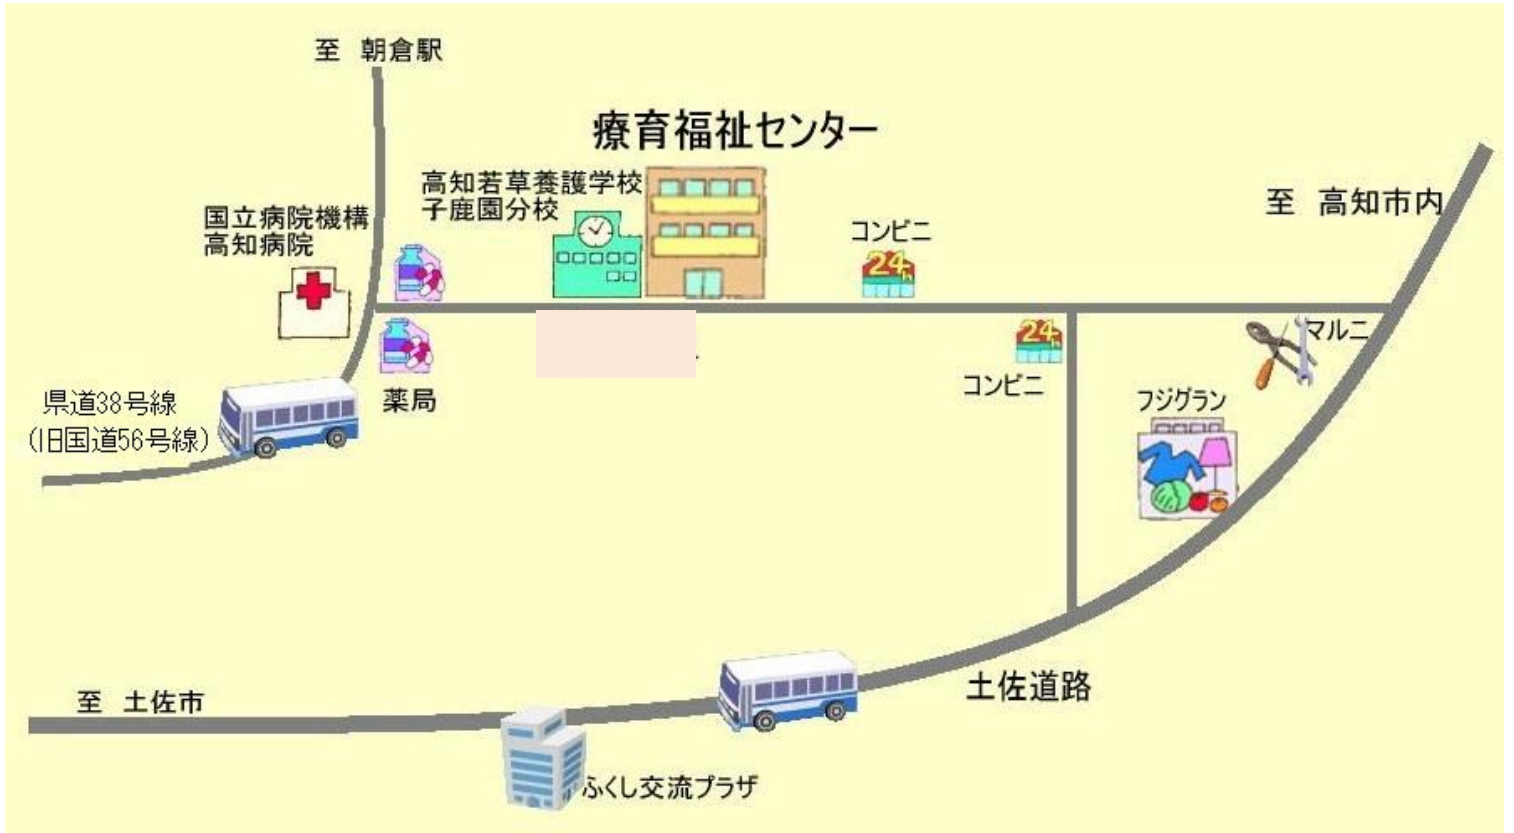 至 朝倉駅
療育福祉センター
高知若草養護学校
子鹿園分校
国立病院機構
高知病院
コンビニ
24h
至 高知市内
24h
コンビニ
マルニ
フジグラン
薬局
県道38号線
(旧国道56号線)
至 土佐市
土佐道路
ふくし交流プラザ